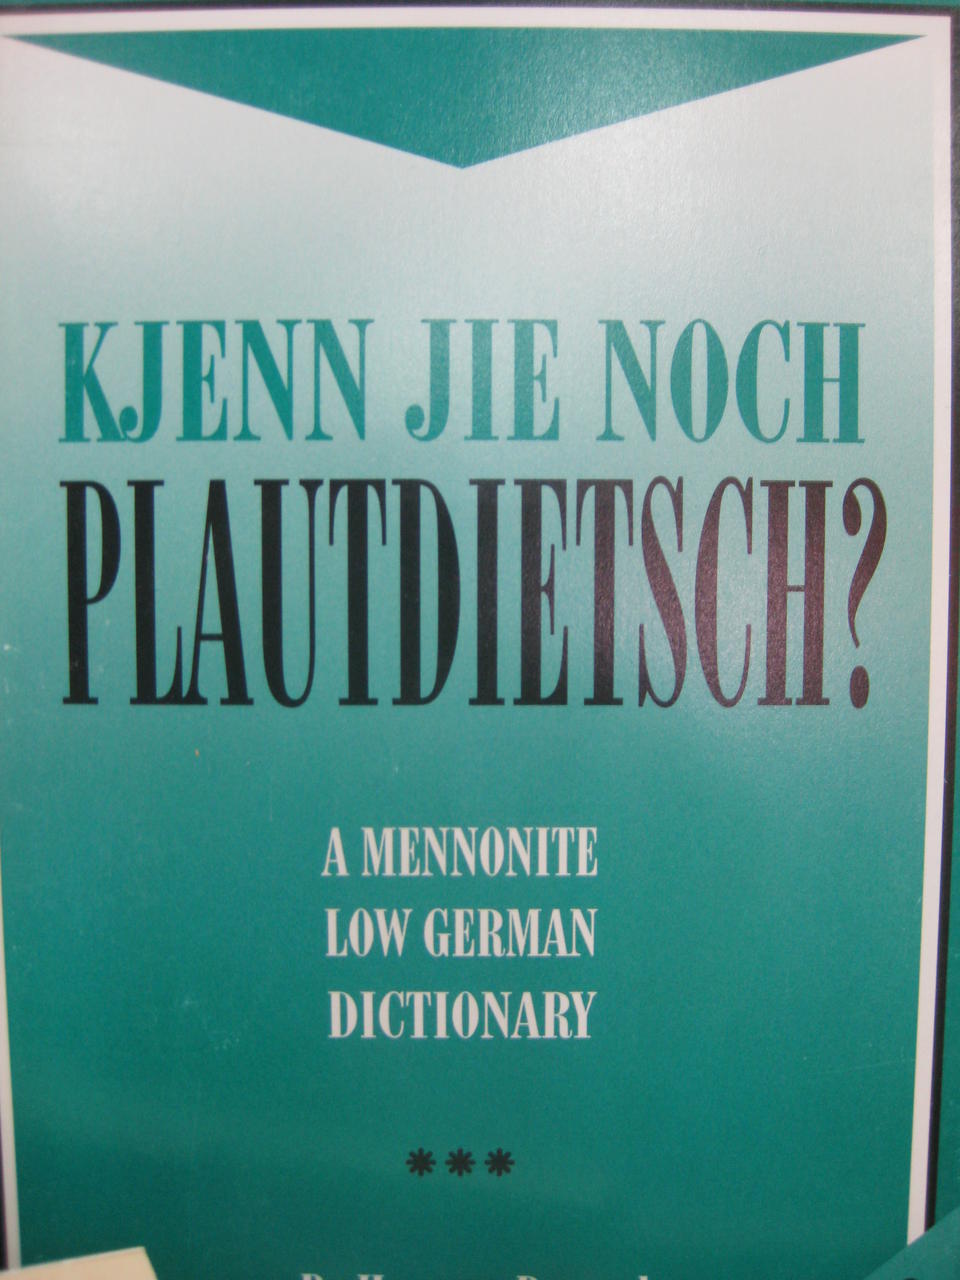 KJENN JIE NOCH
PLAUTDIETSCH?
A MENNONITE
LOW GERMAN
DICTIONARY
***